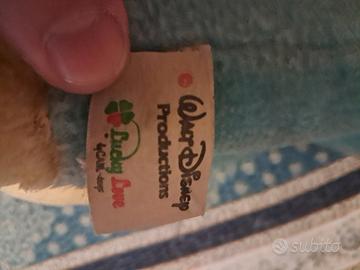 © Walt Disney
Productions
Lucky Love
subito